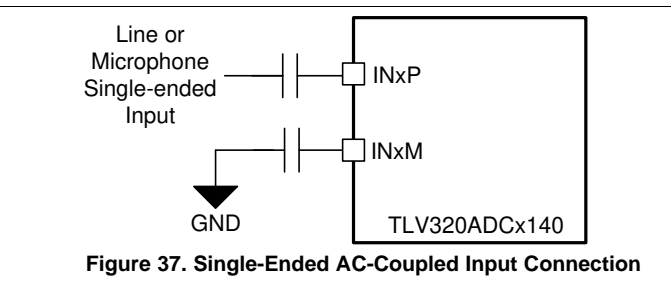 Line or
Microphone
Single-ended
Input
INxP
INxM
GND
TLV320ADCx140
Figure 37. Single-Ended AC-Coupled Input Connection